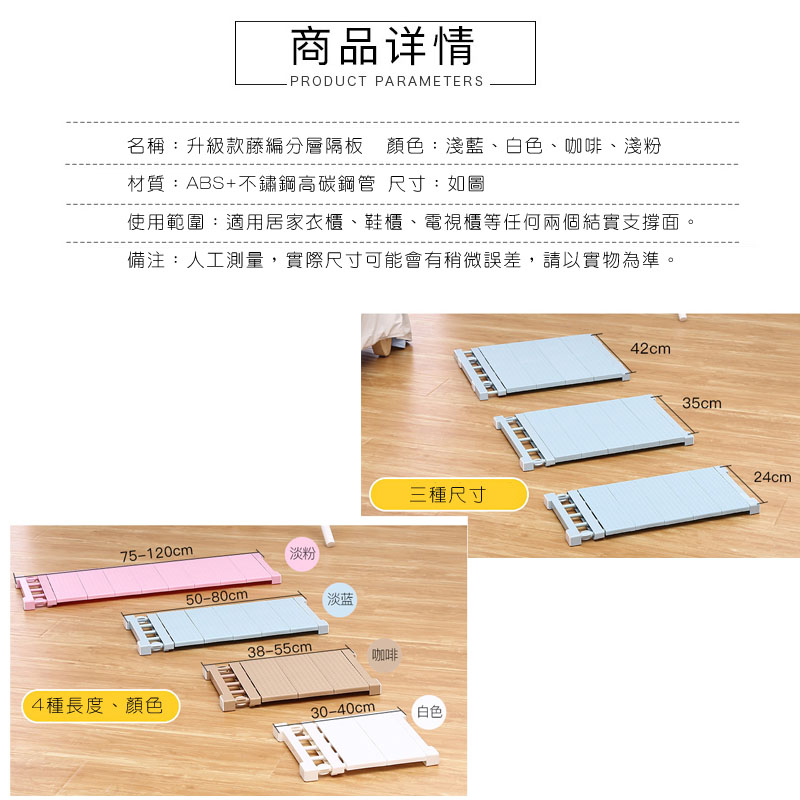 商品详情
PRODUCT PARAMETERS
名稱：升級款藤編分層隔板 顏色：淺藍、白色、咖啡、淺粉
材質：ABS+不鏽鋼高碳鋼管 尺寸：如圖
使用範圍：適用居家衣櫃、鞋櫃、電視櫃等任何兩個結實支撐面。
備注：人工測量，實際尺寸可能會有稍微誤差，請以實物為準。
42cm
35cm
24cm
三種尺寸
75-120cm
淡粉
50-80cm
淡蓝
38-55cm
咖啡
4種長度、顏色
30-40cm
白色